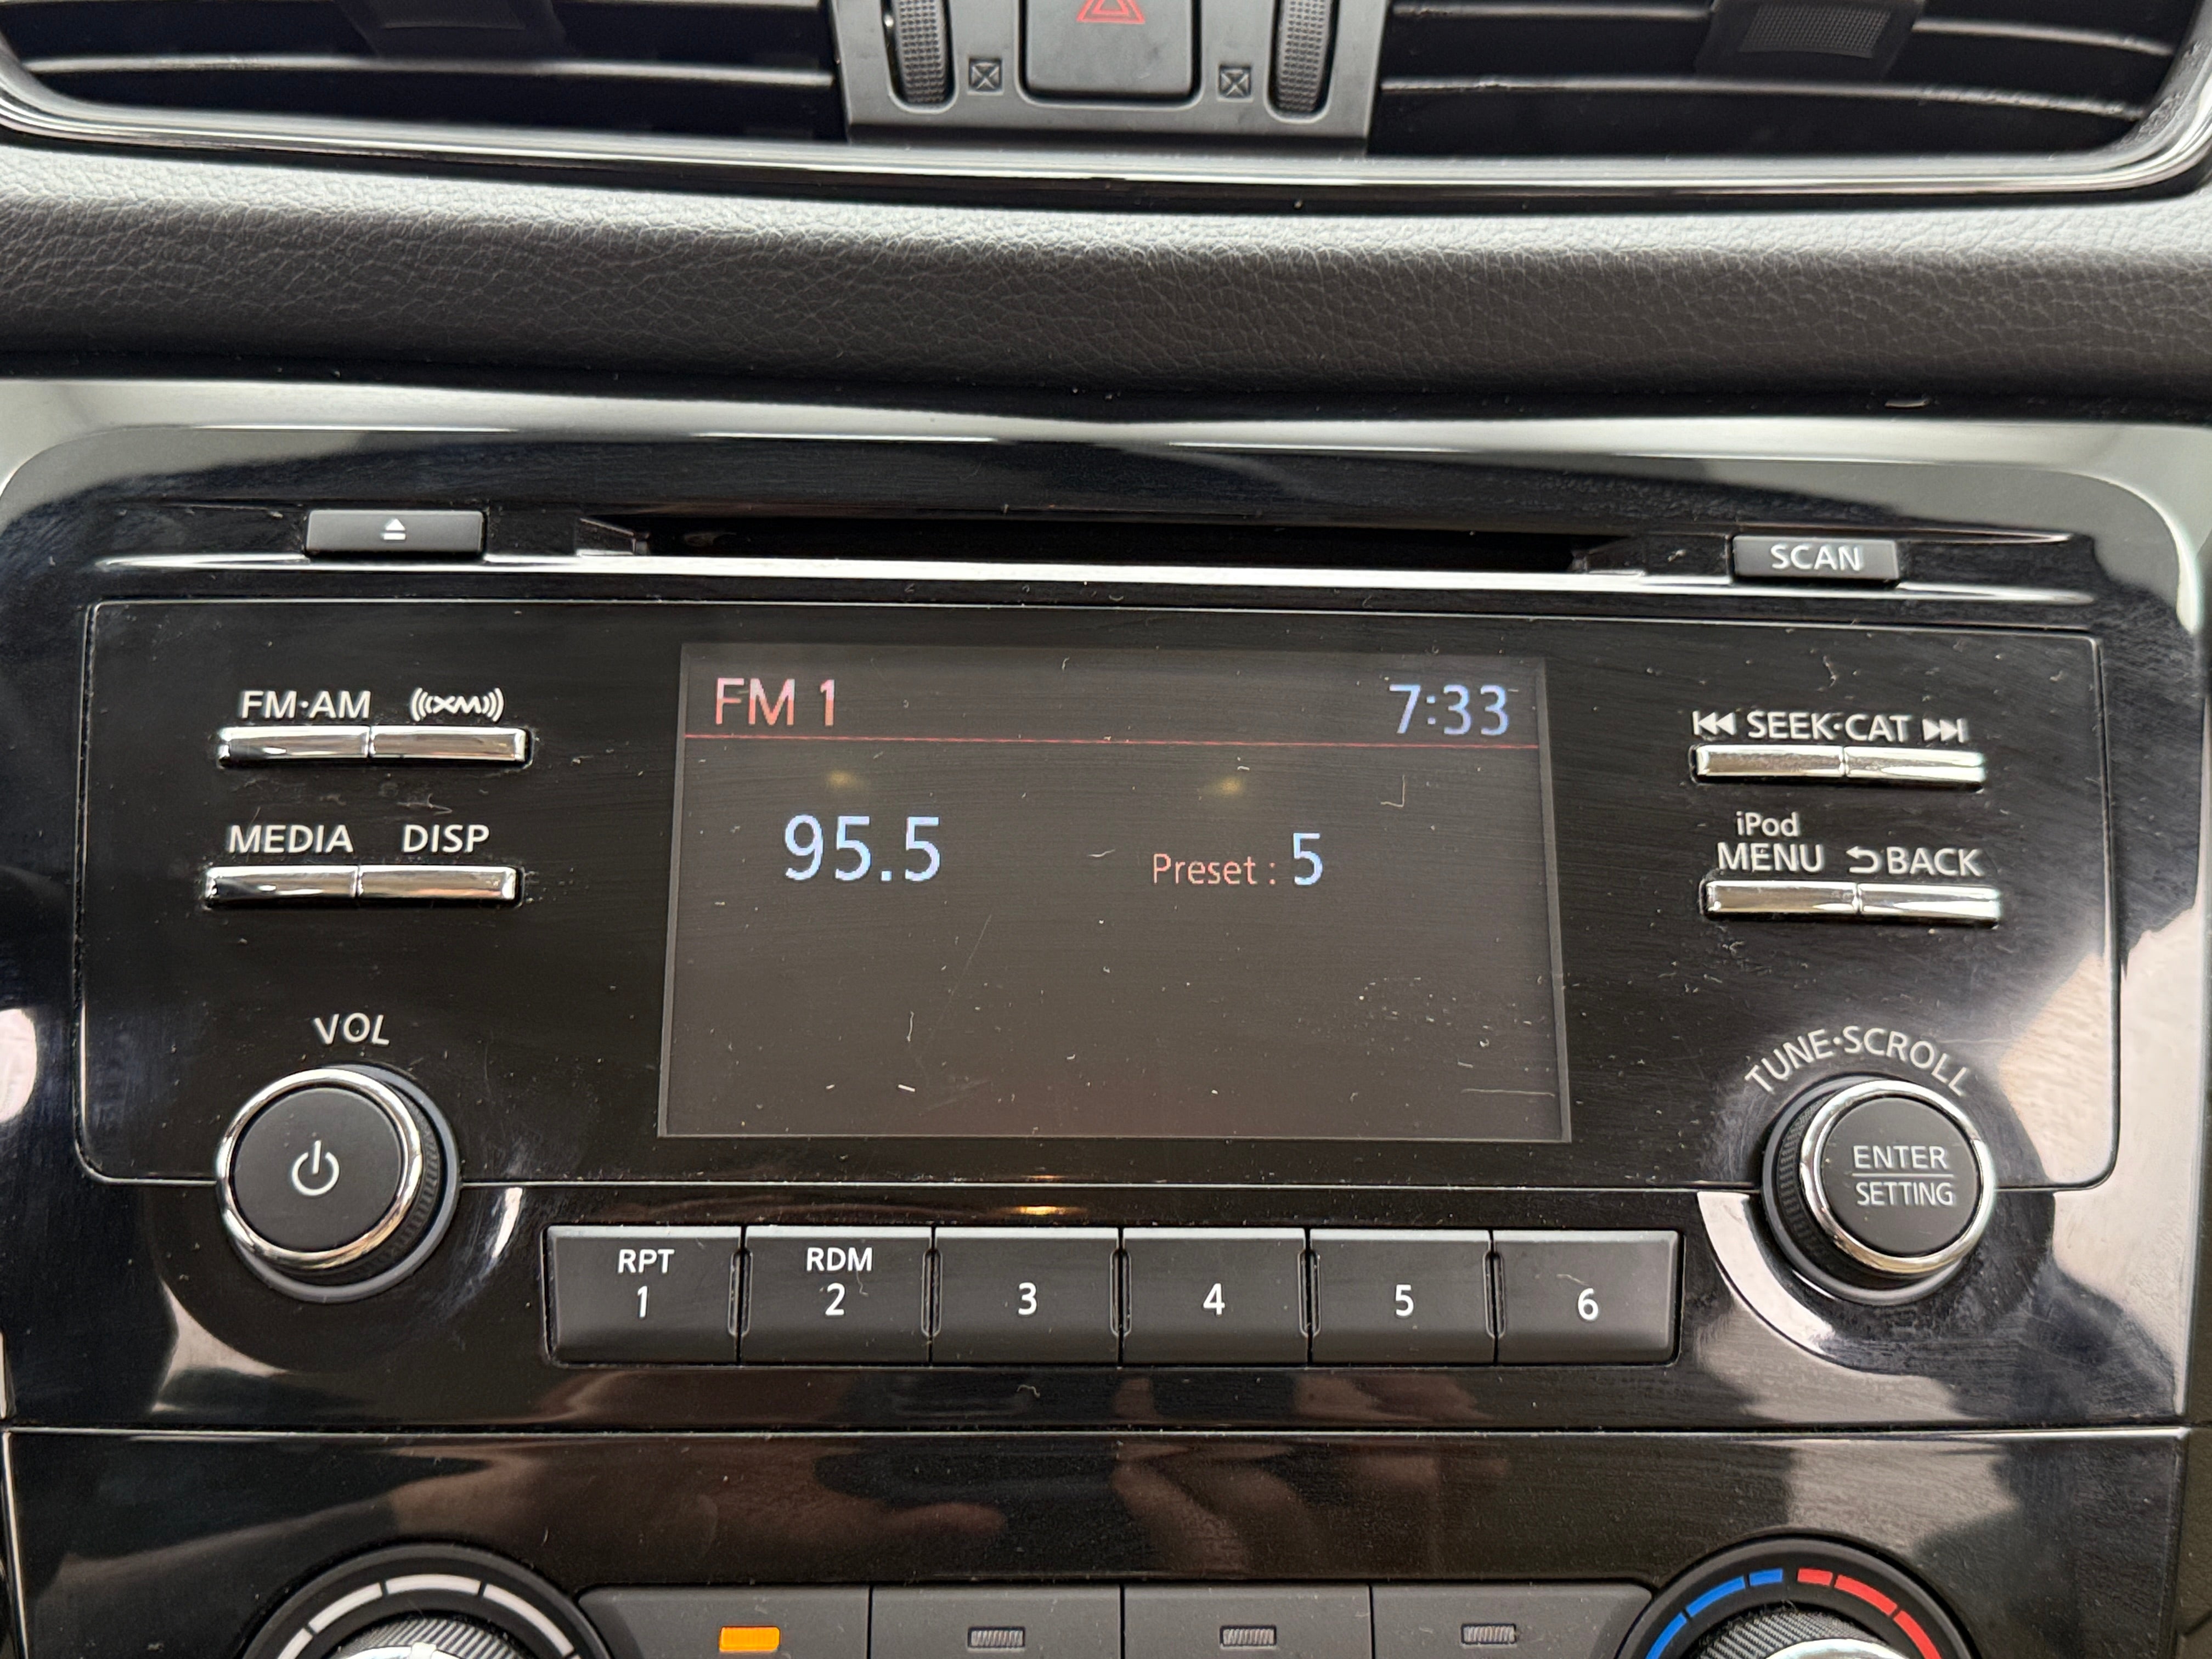 SCAN
FM·AM XM
FM 1 7:33
SEEK·CAT
95.5 Preset : 5
MEDIA DISP
iPod
MENU BACK
VOL
TUNE·SCROLL
ENTER
SETTING
RPT RDM
1 2 3 4 5 6